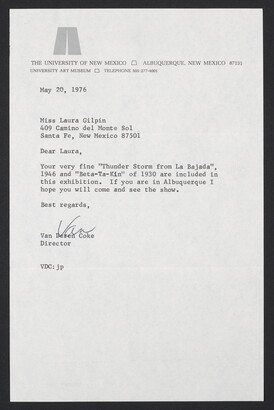 THE UNIVERSITY OF NEW MEXICO □ ALBUQUERQUE, NEW MEXICO 87131
UNIVERSITY ART MUSEUM □ TELEPHONE 505-277-4001
May 20, 1976
Miss Laura Gilpin
409 Camino del Monte Sol
Santa Fe, New Mexico 87501
Dear Laura,
Your very fine "Thunder Storm from La Bajada",
1946 and "Beta-Ta-Kin" of 1930 are included in
this exhibition. If you are in Albuquerque I
hope you will come and see the show.
Best regards,
Van
Van Deren Coke
Director
VDC:jp